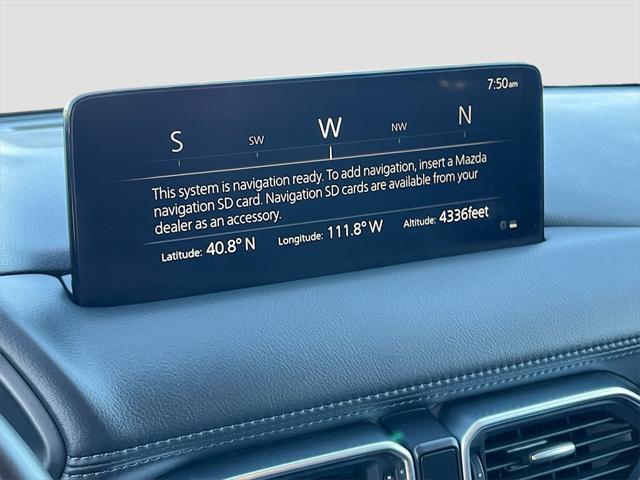 7:50am
S SW W NW N
This system is navigation ready. To add navigation, insert a Mazda
navigation SD card. Navigation SD cards are available from your
dealer as an accessory.
Latitude: 40.8° N Longitude: 111.8° W Altitude: 4336feet